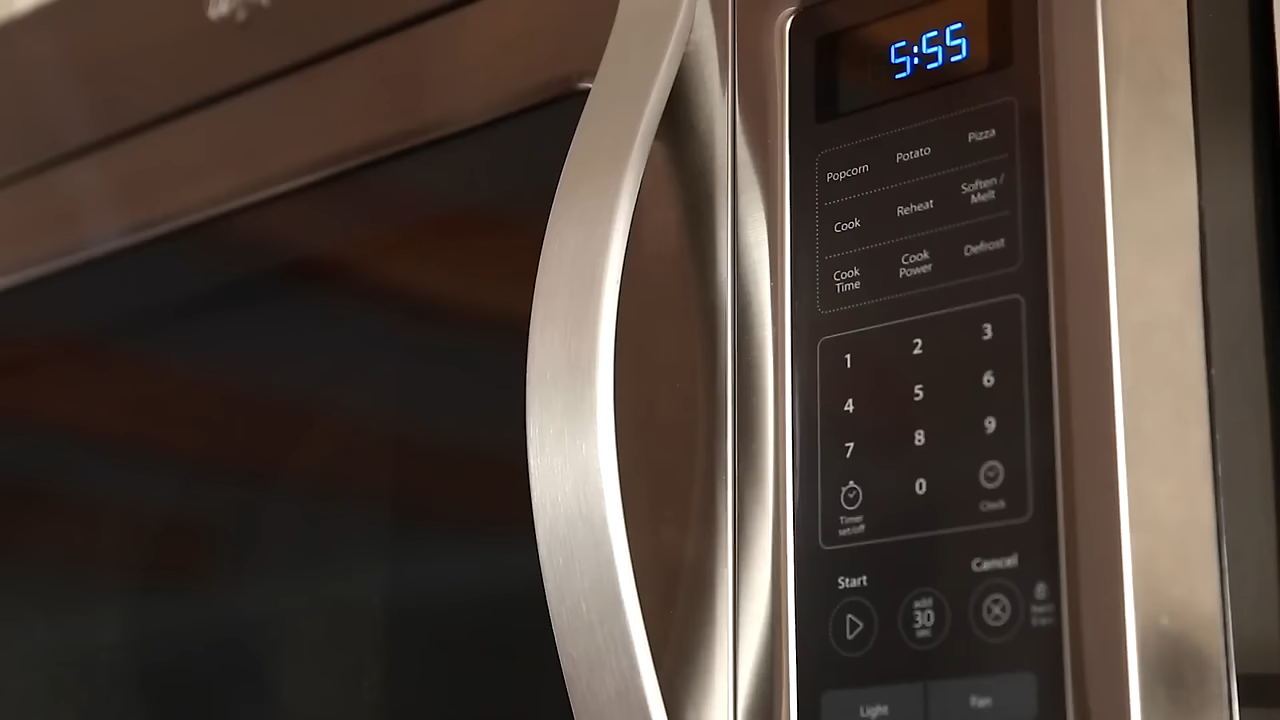 5:55
Popcorn Potato Pizza
Cook Reheat Soften /
Melt
Cook
Time Cook
Power Defrost
1 2 3
4 5 6
7 8 9
0
Timer
set/off Clock
Start Cancel
add
30
sec
Light Fan